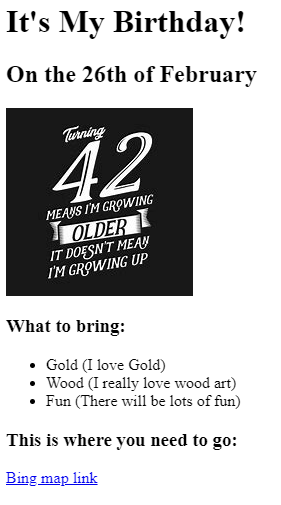 It's My Birthday!
On the 26th of February
Turning
42
MEANS I'M GROWING
OLDER
IT DOESN'T MEAN
I'M GROWING UP
What to bring:
Gold (I love Gold)
Wood (I really love wood art)
Fun (There will be lots of fun)
This is where you need to go:
Bing map link